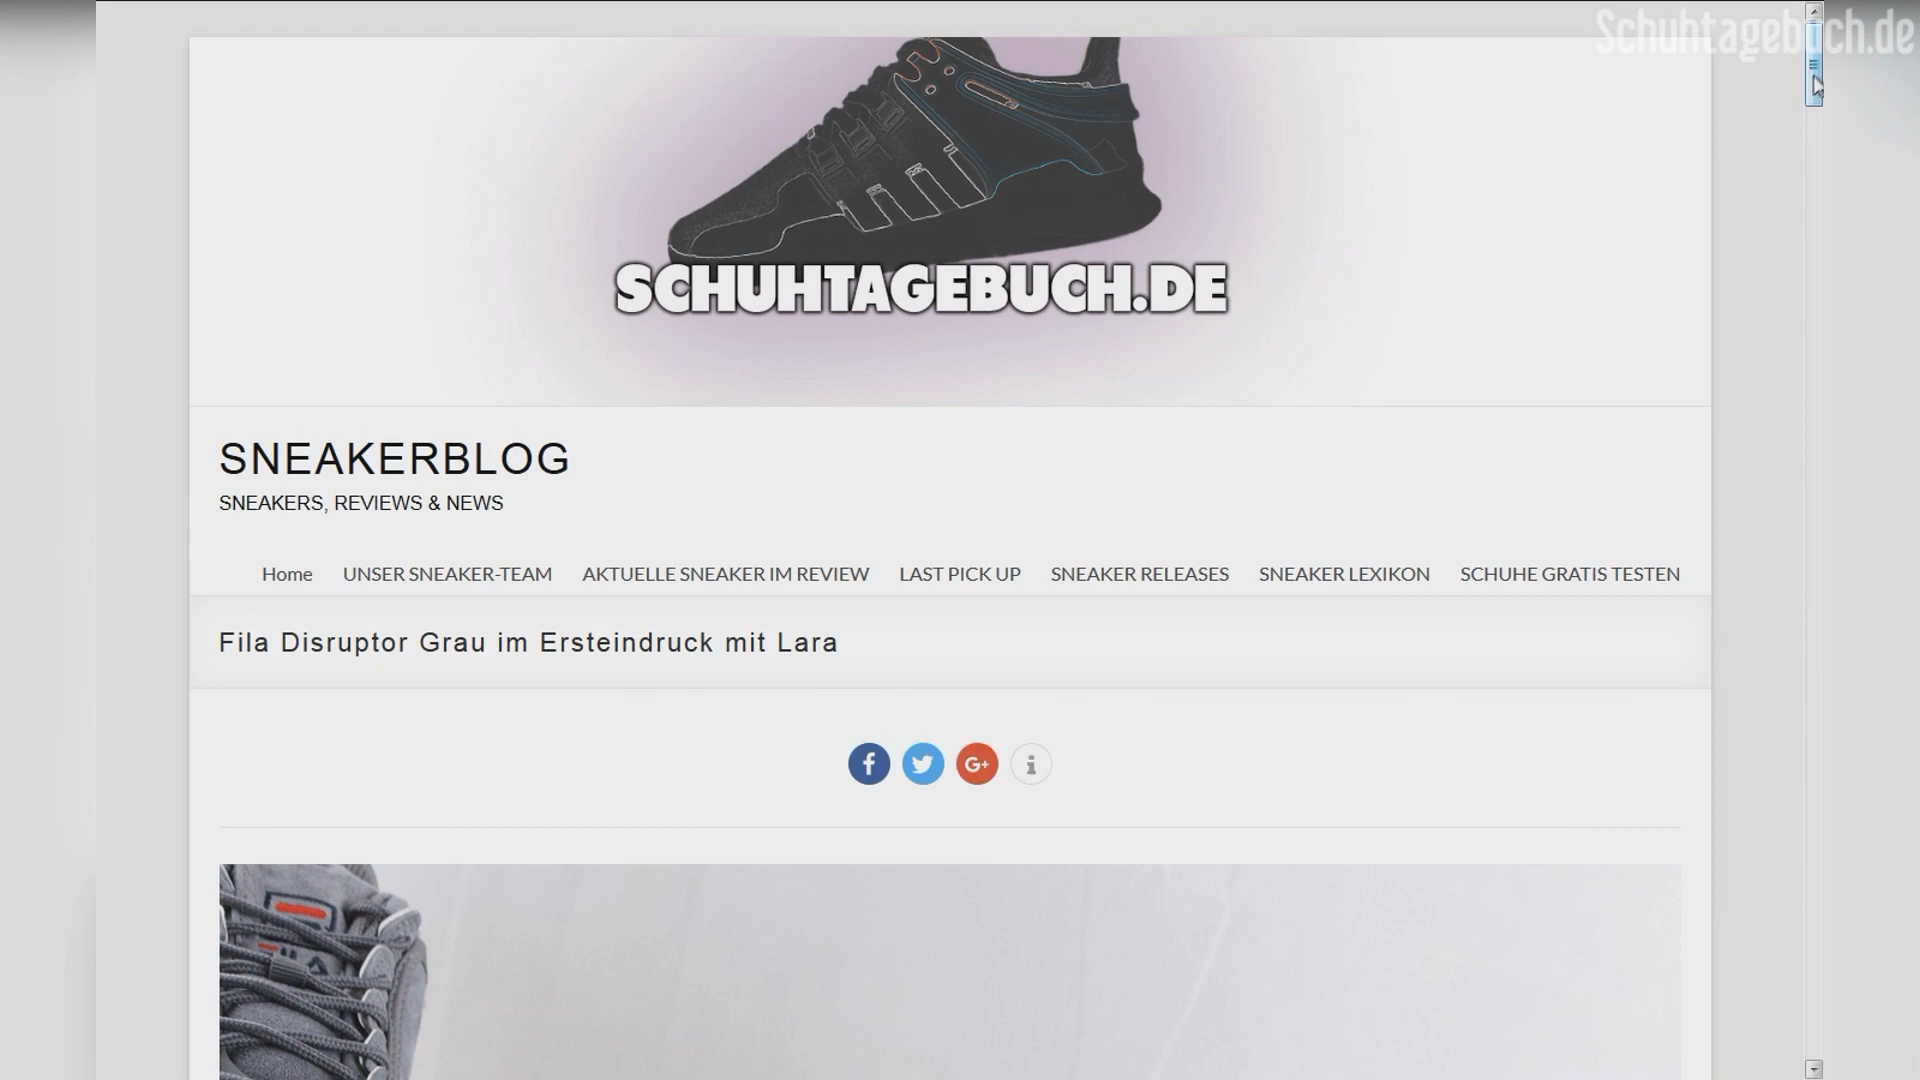 Schuhtagebuch.de
SCHUHTAGEBUCH.DE
SNEAKERBLOG
SNEAKERS, REVIEWS & NEWS
Home UNSER SNEAKER-TEAM AKTUELLE SNEAKER IM REVIEW LAST PICK UP SNEAKER RELEASES SNEAKER LEXIKON SCHUHE GRATIS TESTEN
Fila Disruptor Grau im Ersteindruck mit Lara
f G+ i
FILA